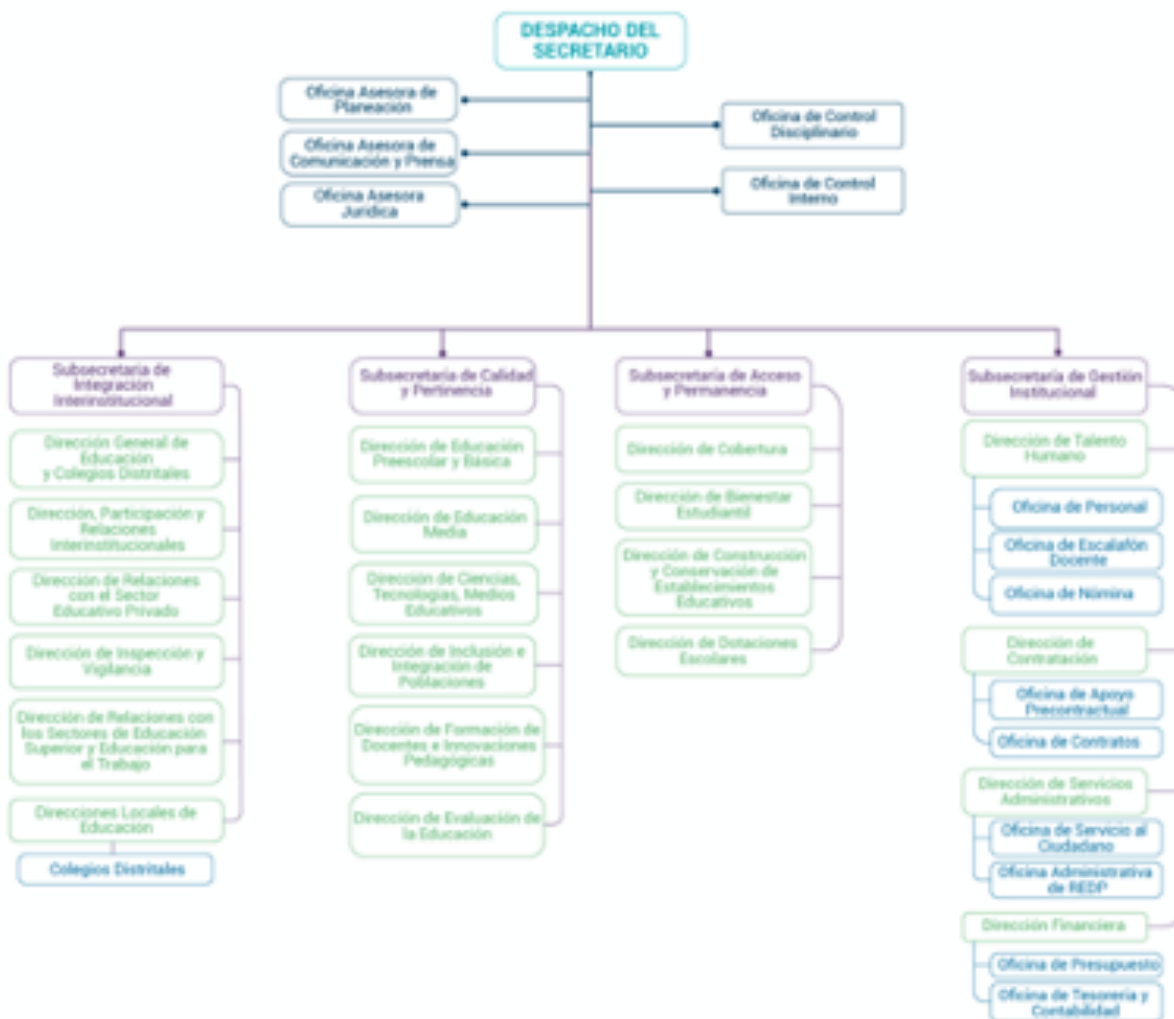 DESPACHO DEL
SECRETARIO
Oficina Asesora de
Planeación
Oficina Asesora de
Comunicación y Prensa
Oficina Asesora
Jurídica
Oficina de Control
Disciplinario
Oficina de Control
Interno
Subsecretaria de
Integración
Interinstitucional
Dirección General de
Educación
y Colegios Distritales
Dirección, Participación y
Relaciones
Interinstitucionales
Dirección de Relaciones
con el Sector
Educativo Privado
Dirección de Inspección y
Vigilancia
Dirección de Relaciones con
los Sectores de Educación
Superior y Educación para
el Trabajo
Direcciones Locales de
Educación
Colegios Distritales
Subsecretaria de Calidad
y Pertinencia
Dirección de Educación
Preescolar y Básica
Dirección de Educación
Media
Dirección de Ciencias,
Tecnologías, Medios
Educativos
Dirección de Inclusión e
Integración de
Poblaciones
Dirección de Formación de
Docentes e Innovaciones
Pedagógicas
Dirección de Evaluación de
la Educación
Subsecretaria de Acceso
y Permanencia
Dirección de Cobertura
Dirección de Bienestar
Estudiantil
Dirección de Construcción
y Conservación de
Establecimientos
Educativos
Dirección de Dotaciones
Escolares
Subsecretaria de Gestión
Institucional
Dirección de Talento
Humano
Oficina de Personal
Oficina de Escalafón
Docente
Oficina de Nómina
Dirección de
Contratación
Oficina de Apoyo
Precontractual
Oficina de Contratos
Dirección de Servicios
Administrativos
Oficina de Servicio al
Ciudadano
Oficina Administrativa
de REDP
Dirección Financiera
Oficina de Presupuesto
Oficina de Tesorería y
Contabilidad